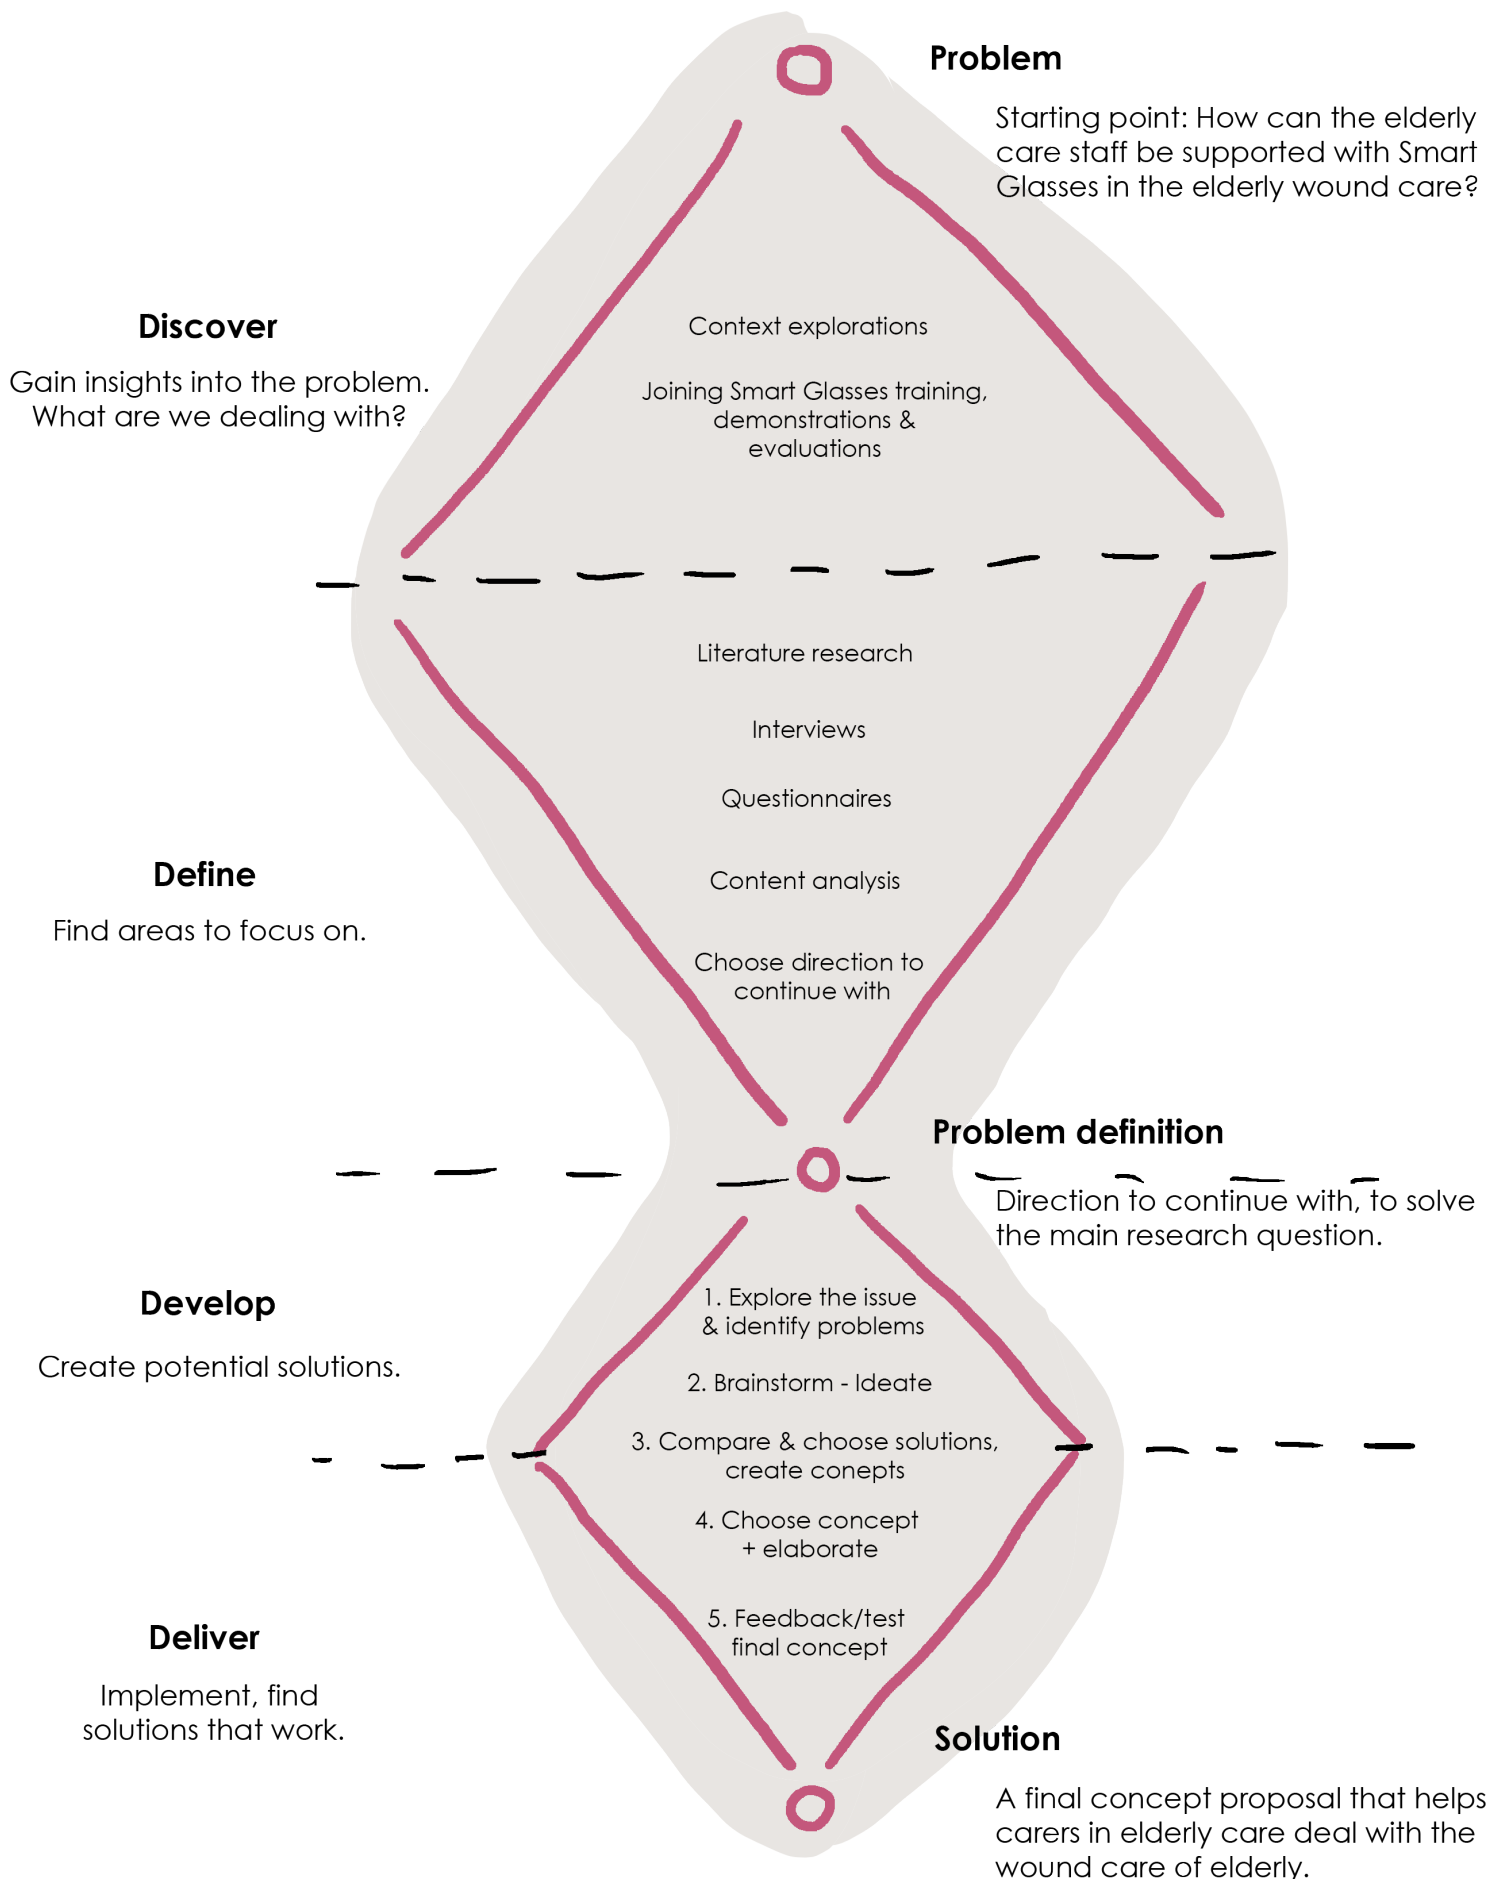 Problem
Starting point: How can the elderly
care staff be supported with Smart
Glasses in the elderly wound care?
Discover
Gain insights into the problem.
What are we dealing with?
Context explorations
Joining Smart Glasses training,
demonstrations &
evaluations
Literature research
Interviews
Questionnaires
Define
Find areas to focus on.
Content analysis
Choose direction to
continue with
Problem definition
Direction to continue with, to solve
the main research question.
Develop
Create potential solutions.
1. Explore the issue
& identify problems
2. Brainstorm - Ideate
3. Compare & choose solutions,
create conepts
4. Choose concept
+ elaborate
5. Feedback/test
final concept
Deliver
Implement, find
solutions that work.
Solution
A final concept proposal that helps
carers in elderly care deal with the
wound care of elderly.